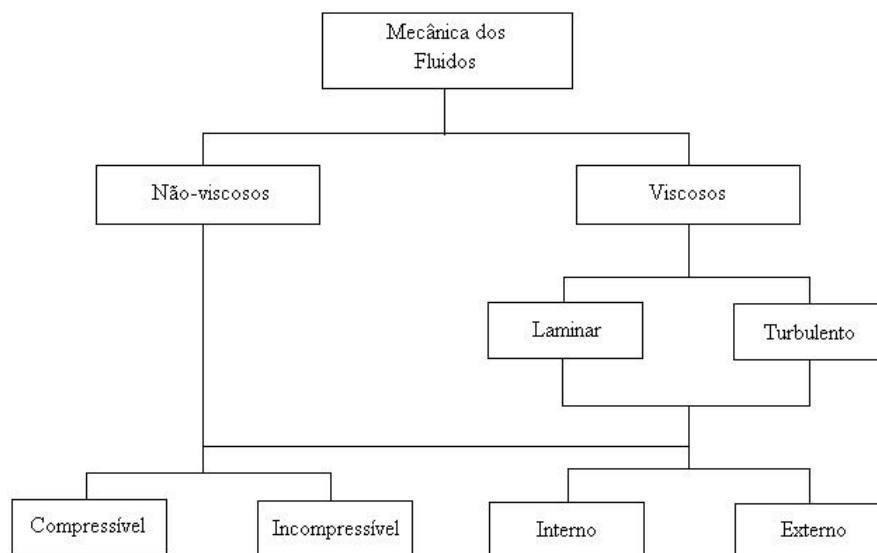 Mecânica dos
Fluidos
Não-viscosos
Viscosos
Laminar
Turbulento
Compressível
Incompressível
Interno
Externo